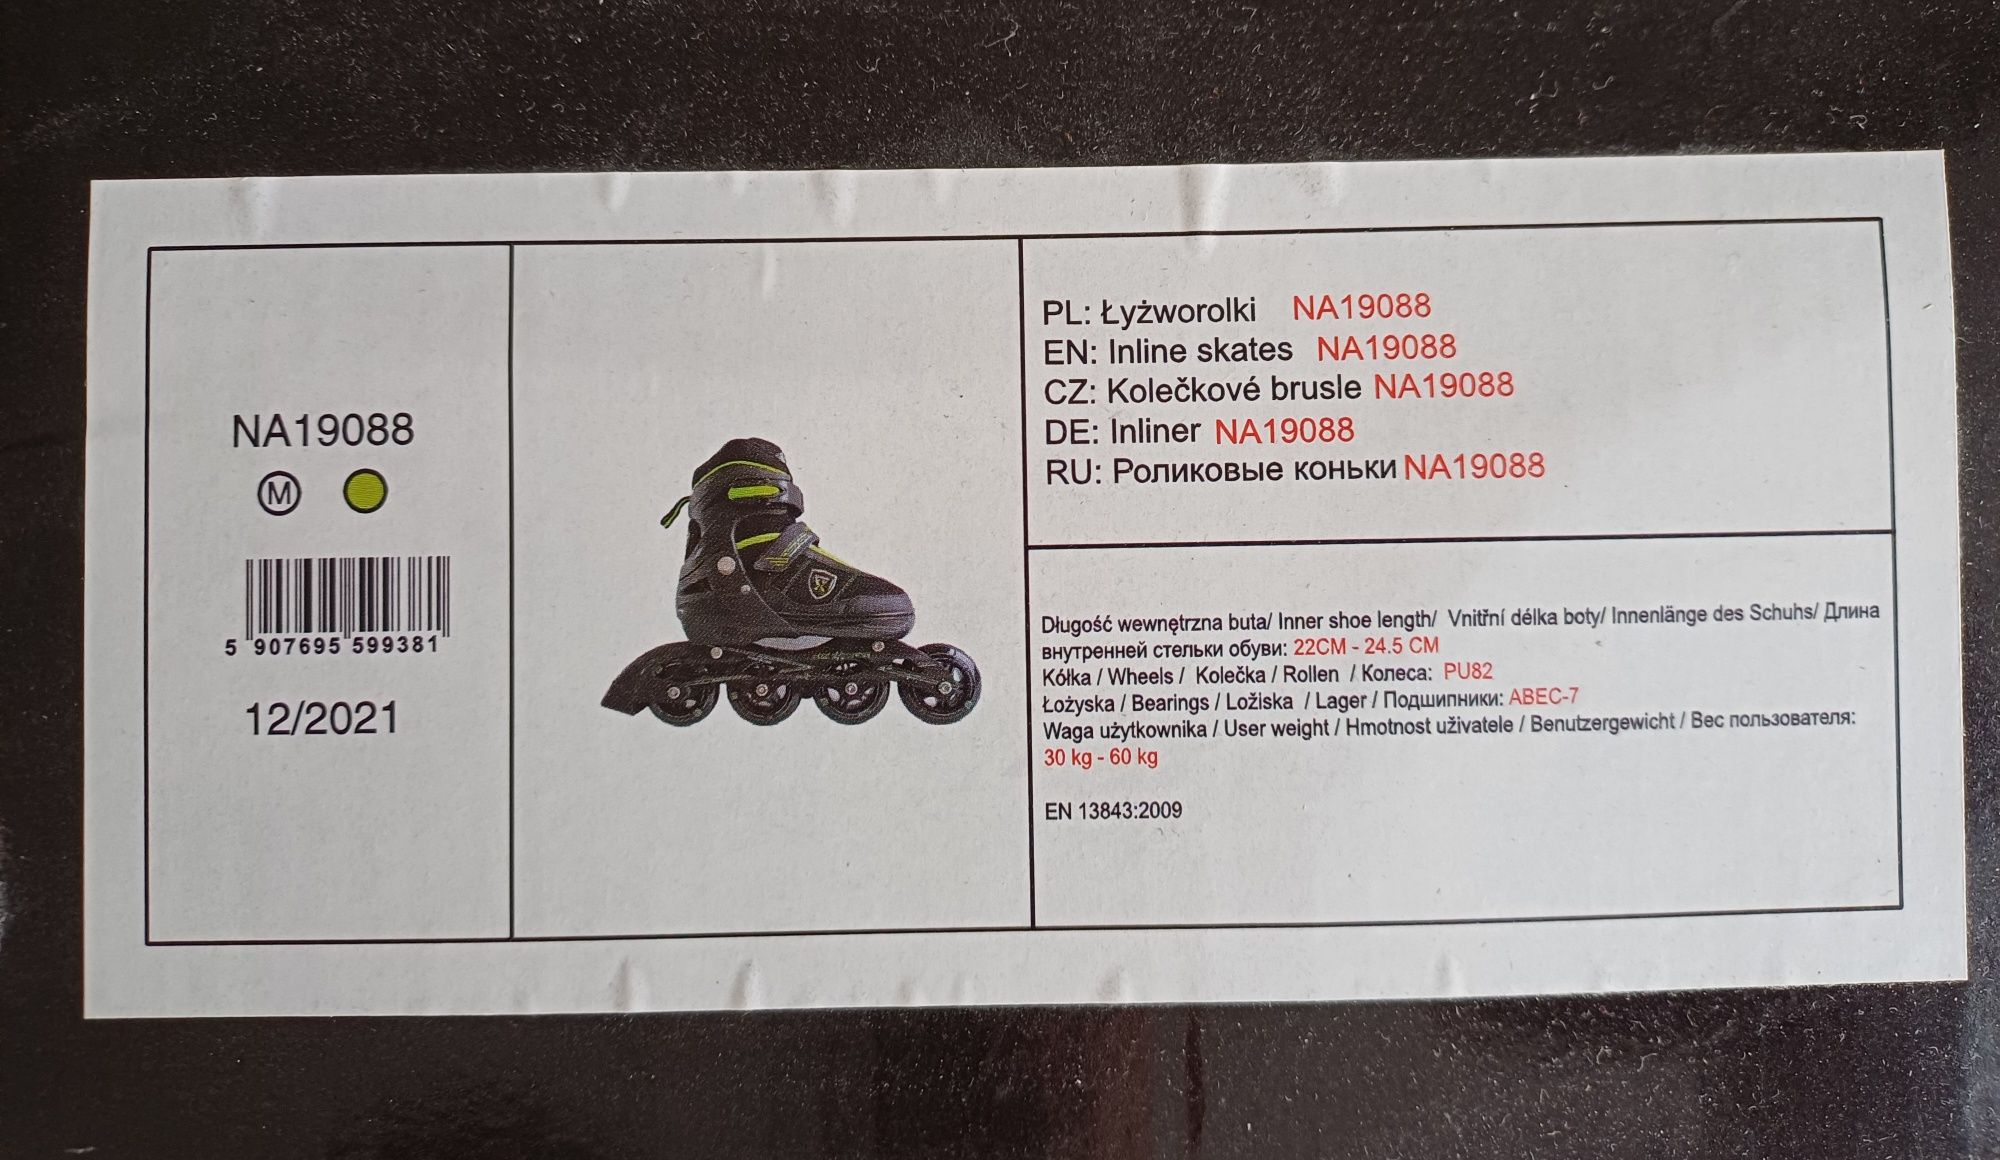 NA19088
M
5 907695 599381
12/2021
PL: Łyżworolki NA19088
EN: Inline skates NA19088
CZ: Kolečkové brusle NA19088
DE: Inliner NA19088
RU: Роликовые коньки NA19088
Długość wewnętrzna buta/ Inner shoe length/ Vnitřní délka boty/ Innenlänge des Schuhs/ Длина
внутренней стельки обуви: 22CM - 24.5 CM
Kółka / Wheels / Kolečka / Rollen / Колеса: PU82
Łożyska / Bearings / Ložiska / Lager / Подшипники: ABEC-7
Waga użytkownika / User weight / Hmotnost uživatele / Benutzergewicht / Вес пользователя:
30 kg - 60 kg
EN 13843:2009